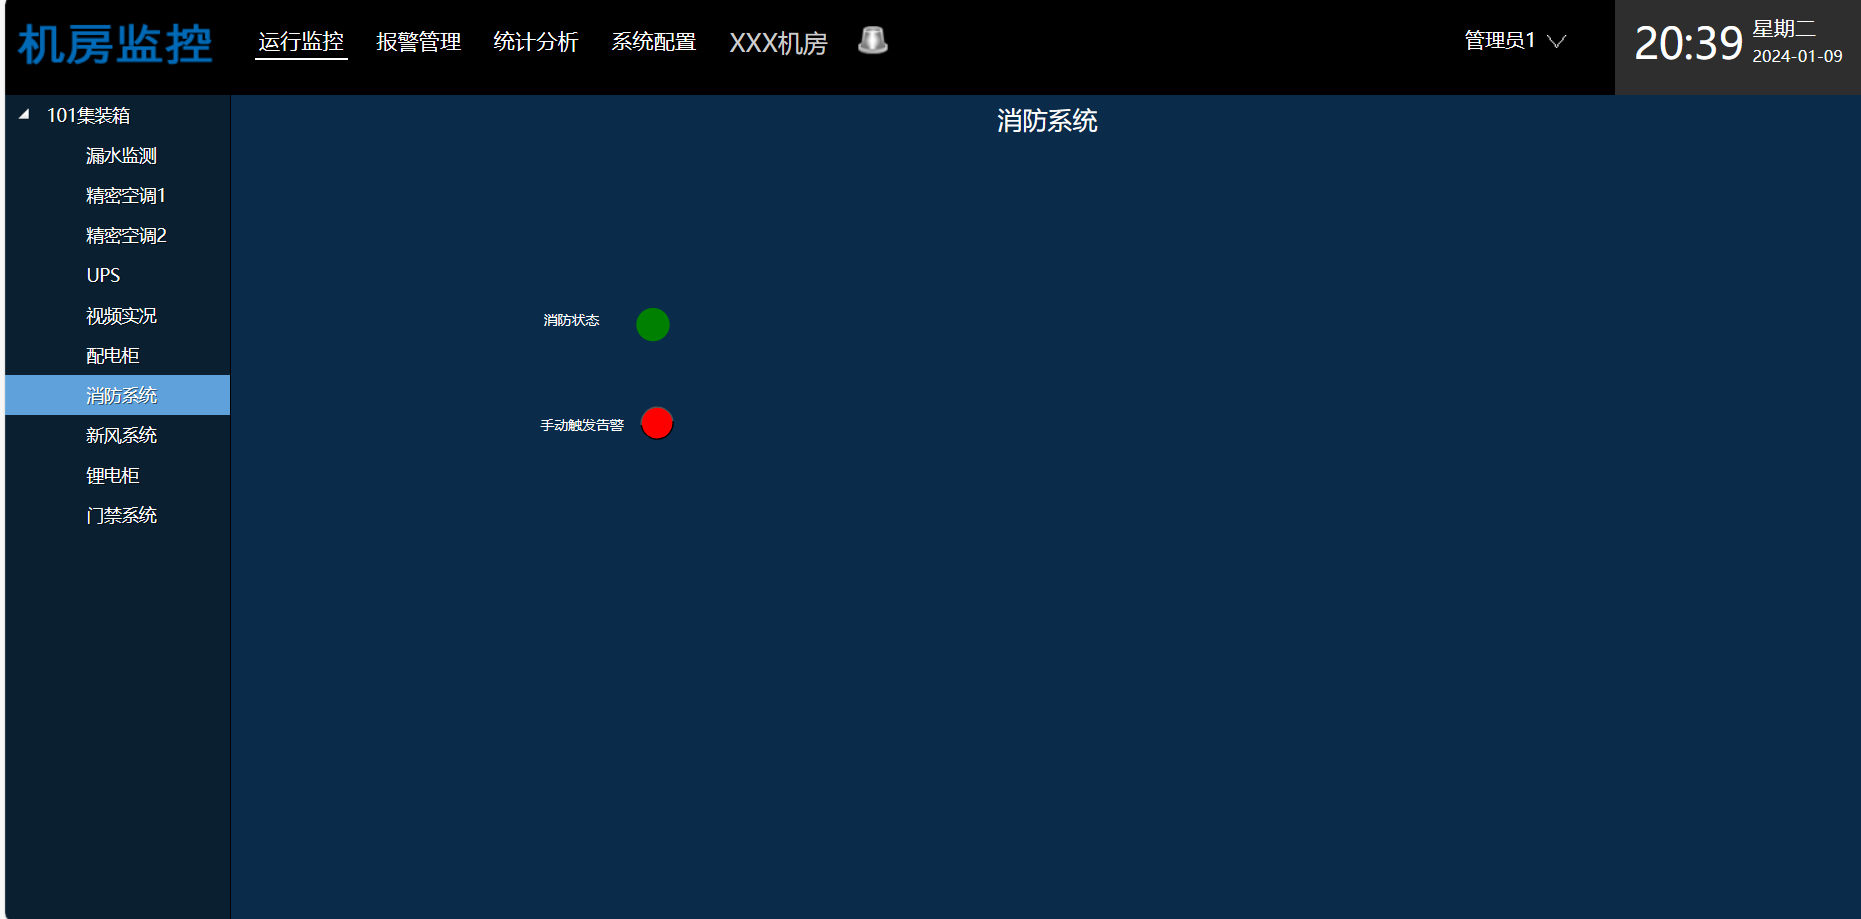 机房监控
运行监控 报警管理 统计分析 系统配置 XXX机房
管理员1
20:39 星期二
2024-01-09
101集装箱
漏水监测
精密空调1
精密空调2
UPS
视频实况
配电柜
消防系统
新风系统
锂电柜
门禁系统
消防系统
消防状态
手动触发告警